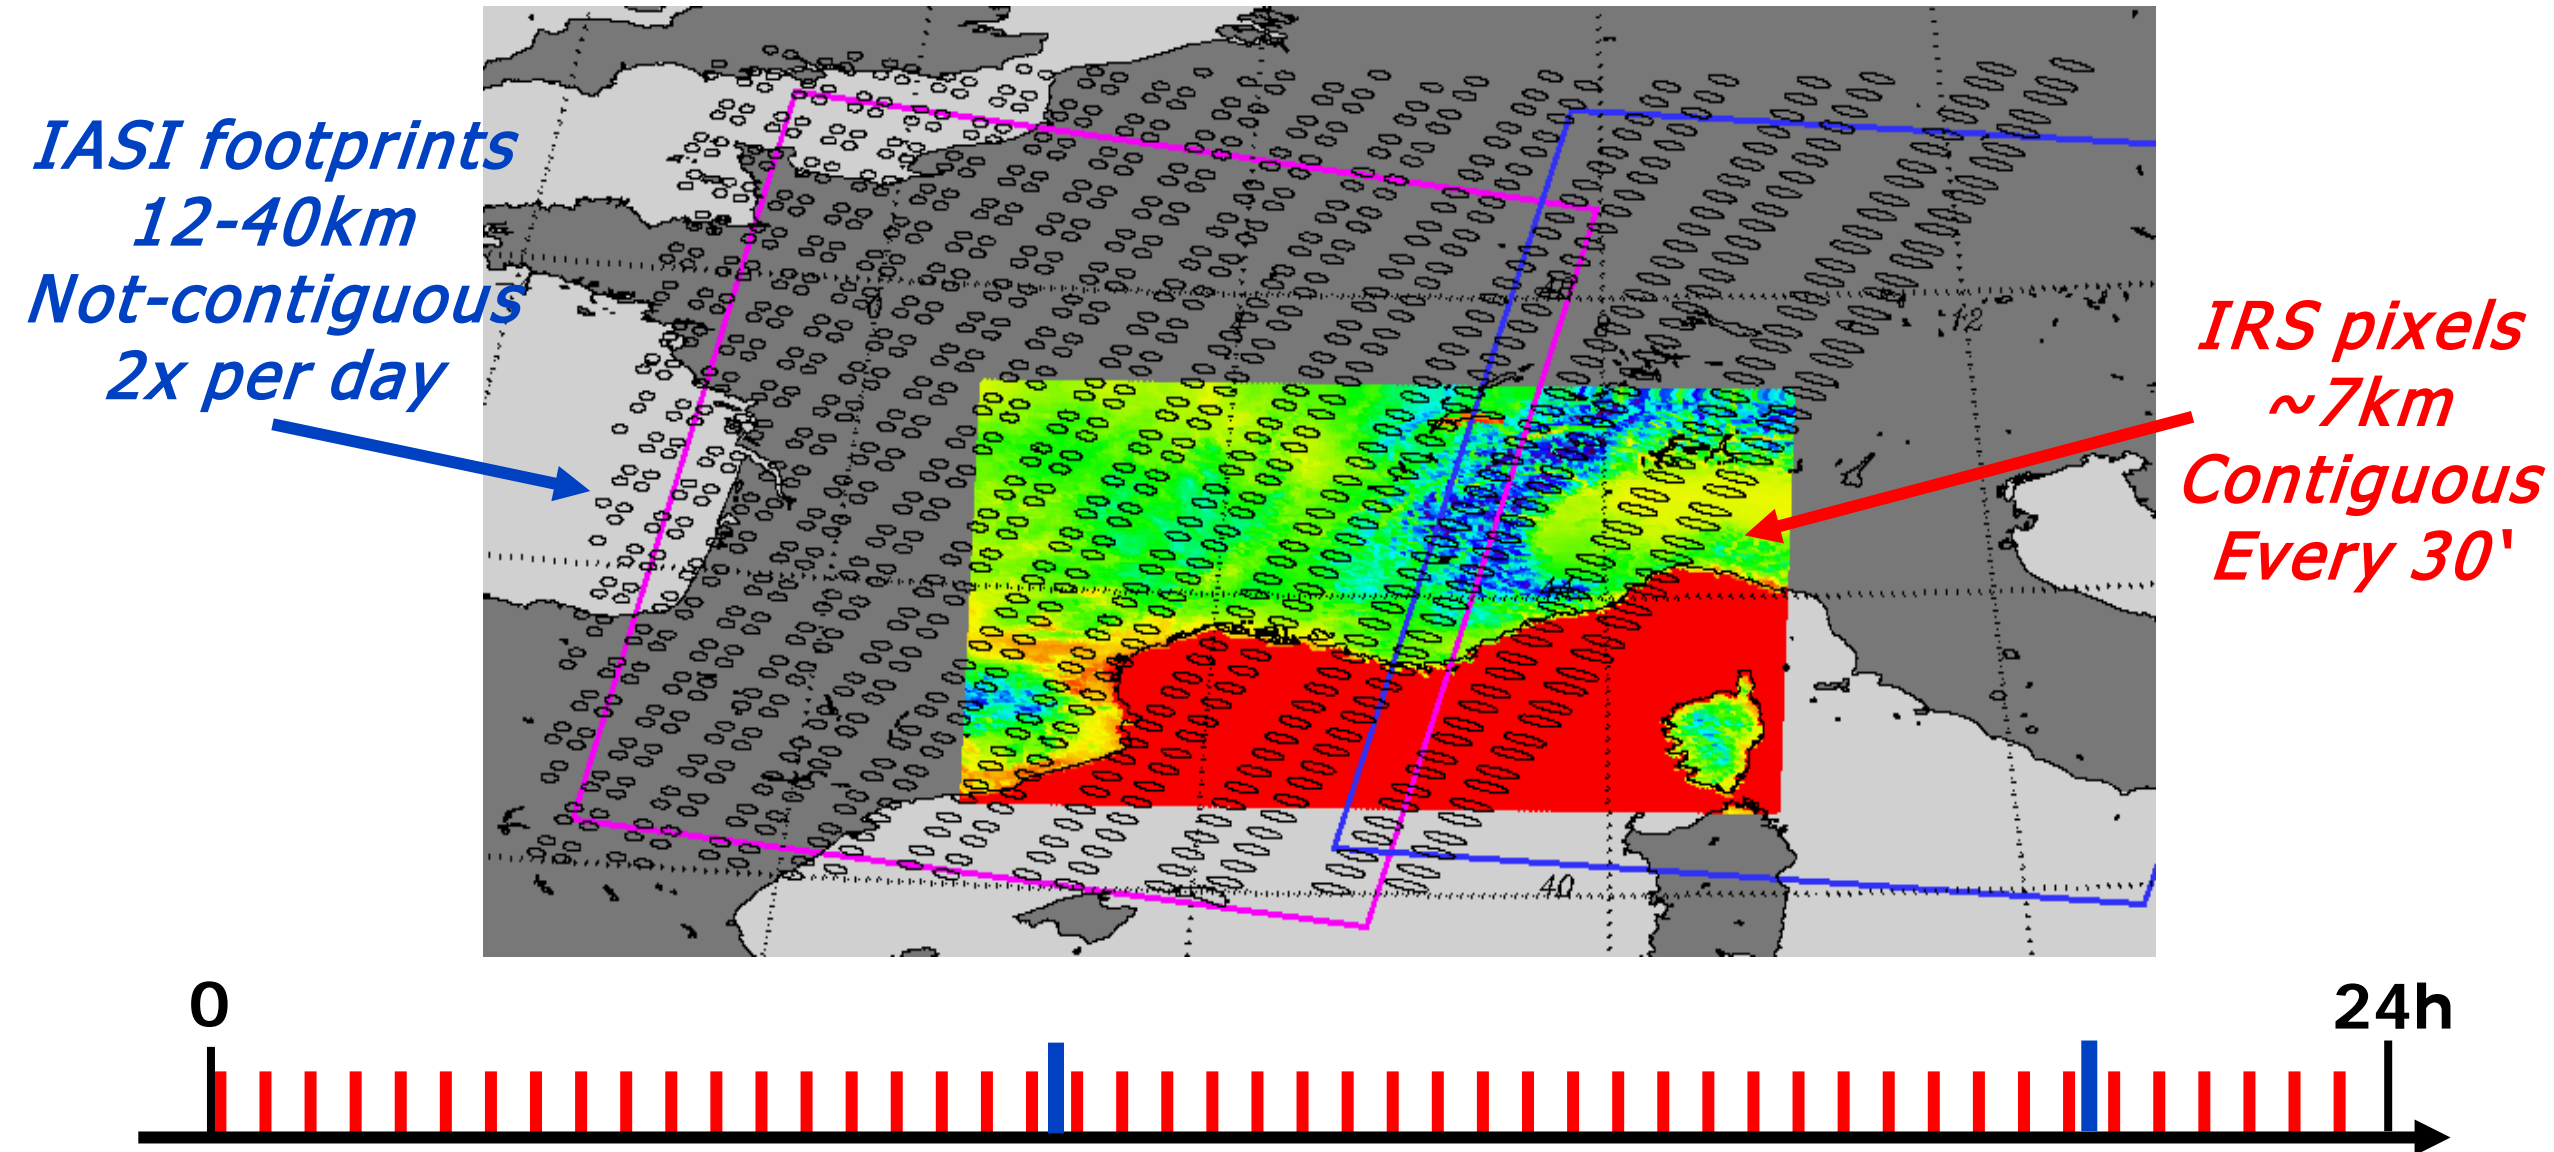 IASI footprints
12-40km
Not-contiguous
2x per day
IRS pixels
~7km
Contiguous
Every 30‘
0
12
40
0
24h